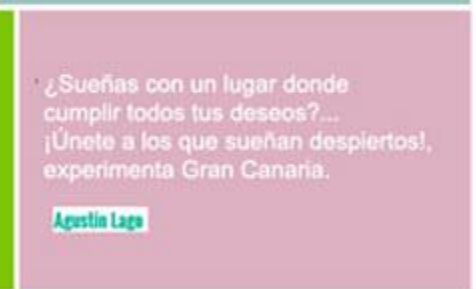 ¿Sueñas con un lugar donde
cumplir todos tus deseos?...
¡Únete a los que sueñan despiertos!,
experimenta Gran Canaria.
Agustín Lago